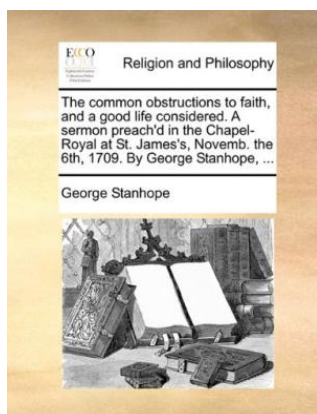 ECCO
Religion and Philosophy
The common obstructions to faith,
and a good life considered. A
sermon preach'd in the Chapel-
Royal at St. James's, Novemb. the
6th, 1709. By George Stanhope, ...
George Stanhope